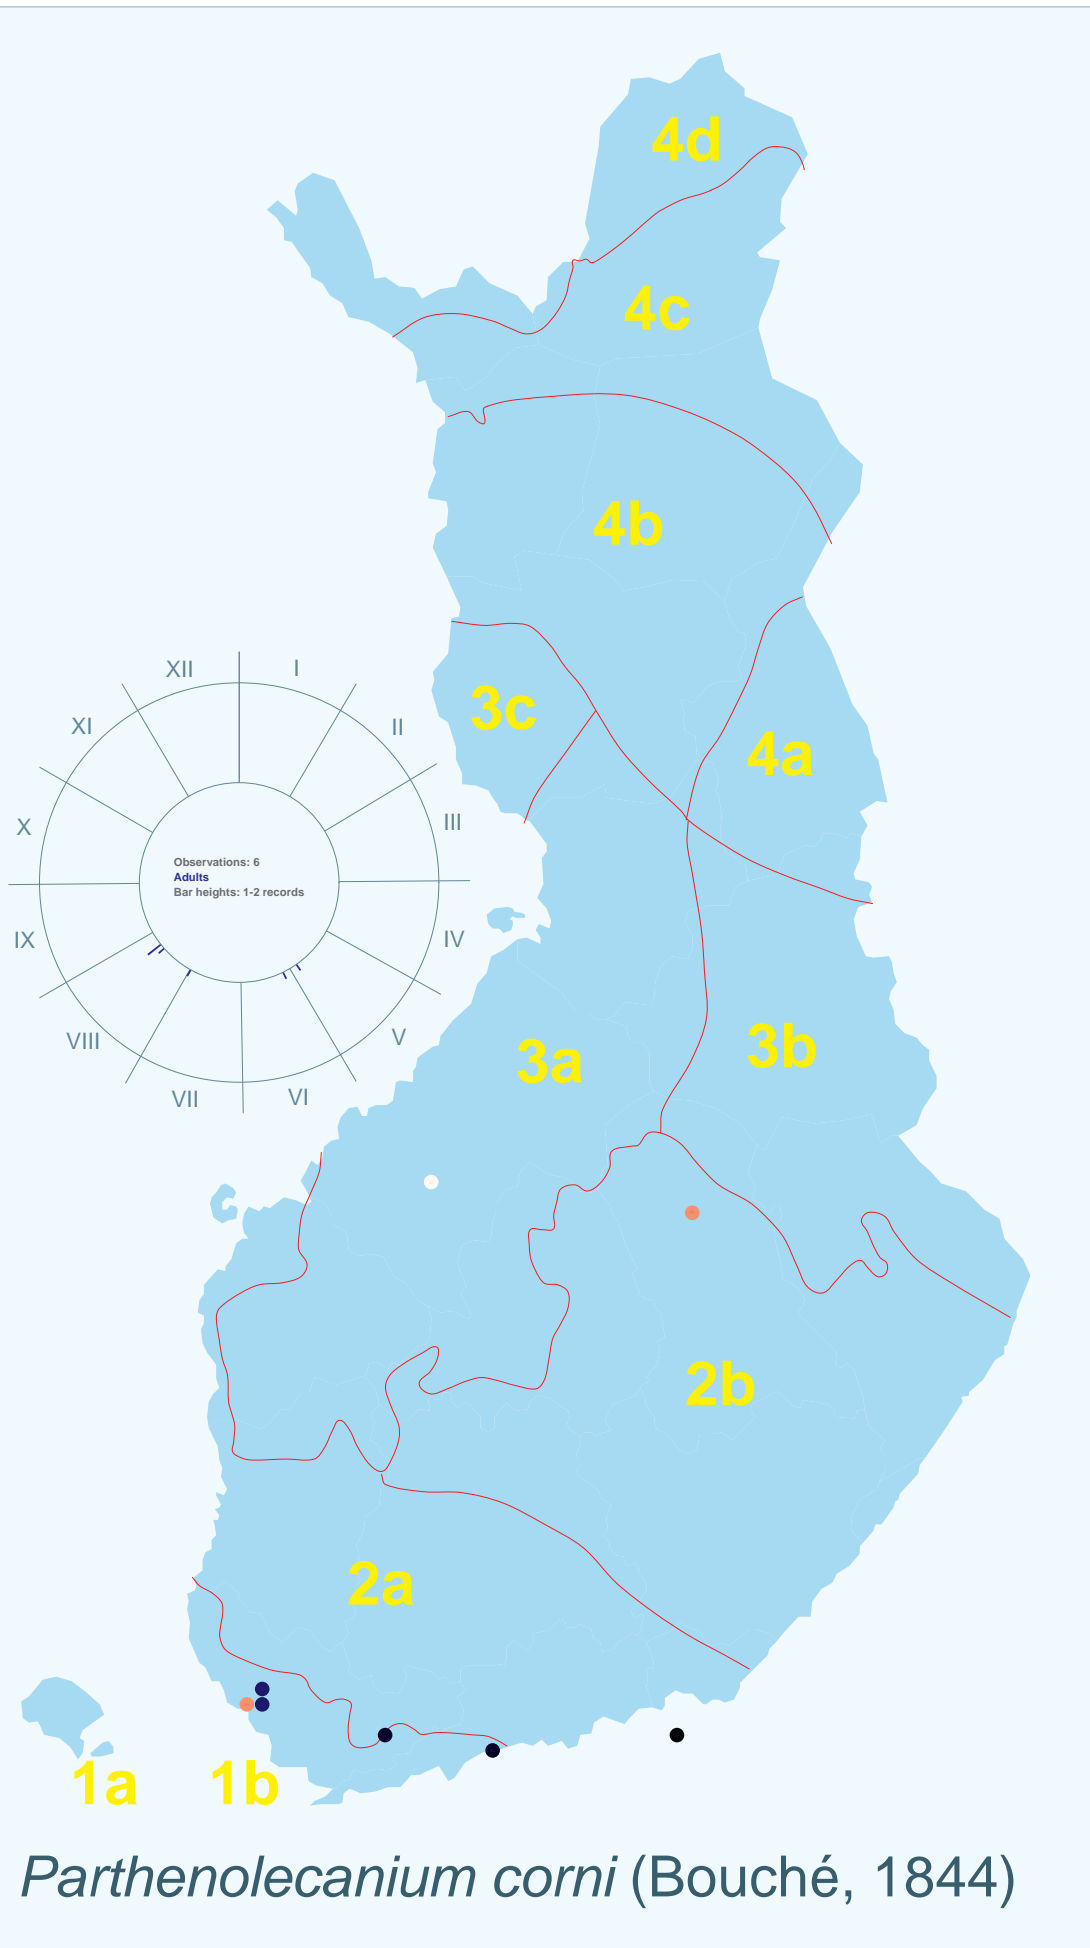 4d
4c
4b
3c
4a
XII
I
XI
II
X
III
Observations: 6
Adults
Bar heights: 1-2 records
IX
IV
VIII
V
VII
VI
3a
3b
2b
2a
1a
1b
Parthenolecanium corni (Bouché, 1844)